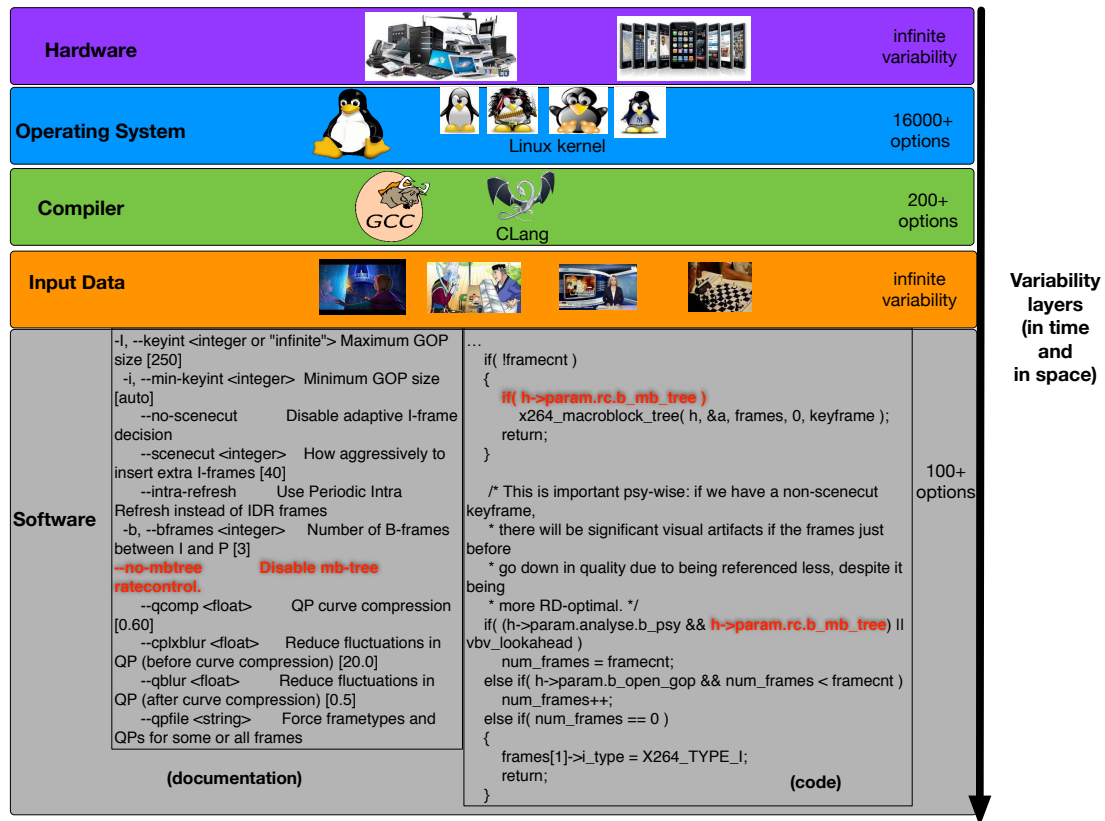 Hardware
infinite
variability
Operating System
Linux kernel
16000+
options
Compiler
GCC
CLang
200+
options
Input Data
infinite
variability
Variability
layers
(in time
and
in space)
Software
-I, --keyint <integer or "infinite"> Maximum GOP
size [250]
-i, --min-keyint <integer> Minimum GOP size
[auto]
--no-scenecut Disable adaptive I-frame
decision
--scenecut <integer> How aggressively to
insert extra I-frames [40]
--intra-refresh Use Periodic Intra
Refresh instead of IDR frames
-b, --bframes <integer> Number of B-frames
between I and P [3]
--no-mbtree Disable mb-tree
ratecontrol.
--qcomp <float> QP curve compression
[0.60]
--cplxblur <float> Reduce fluctuations in
QP (before curve compression) [20.0]
--qblur <float> Reduce fluctuations in
QP (after curve compression) [0.5]
--qpfile <string> Force frametypes and
QPs for some or all frames
(documentation)
…
if( !framecnt )
{
if( h->param.rc.b_mb_tree )
x264_macroblock_tree( h, &a, frames, 0, keyframe );
return;
}
/* This is important psy-wise: if we have a non-scenecut
keyframe,
* there will be significant visual artifacts if the frames just
before
* go down in quality due to being referenced less, despite it
being
* more RD-optimal. */
if( (h->param.analyse.b_psy && h->param.rc.b_mb_tree) ||
vbv_lookahead )
num_frames = framecnt;
else if( h->param.b_open_gop && num_frames < framecnt )
num_frames++;
else if( num_frames == 0 )
{
frames[1]->i_type = X264_TYPE_I;
return;
}
(code)
100+
options